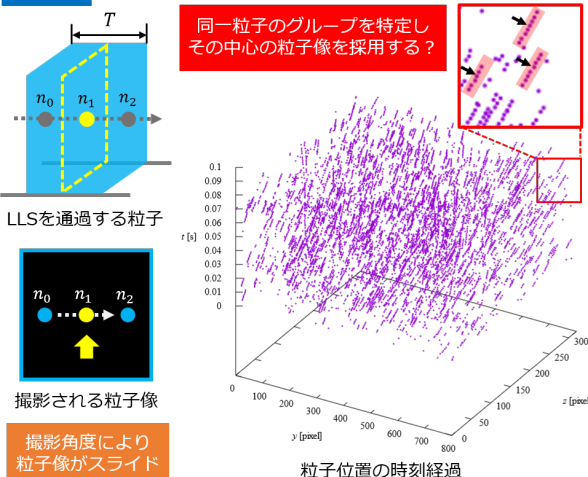 T
同一粒子のグループを特定し
その中心の粒子像を採用する？
n₀ n₁ n₂
LLSを通過する粒子
n₀ n₁ n₂
撮影される粒子像
撮影角度により
粒子像がスライド
0.1
0.09
0.08
0.07
0.06
0.05
0.04
0.03
0.02
0.01
0
t [s]
0
100
200
300
400
500
600
700
800
y [pixel]
0
50
100
150
200
250
300
z [pixel]
粒子位置の時刻経過